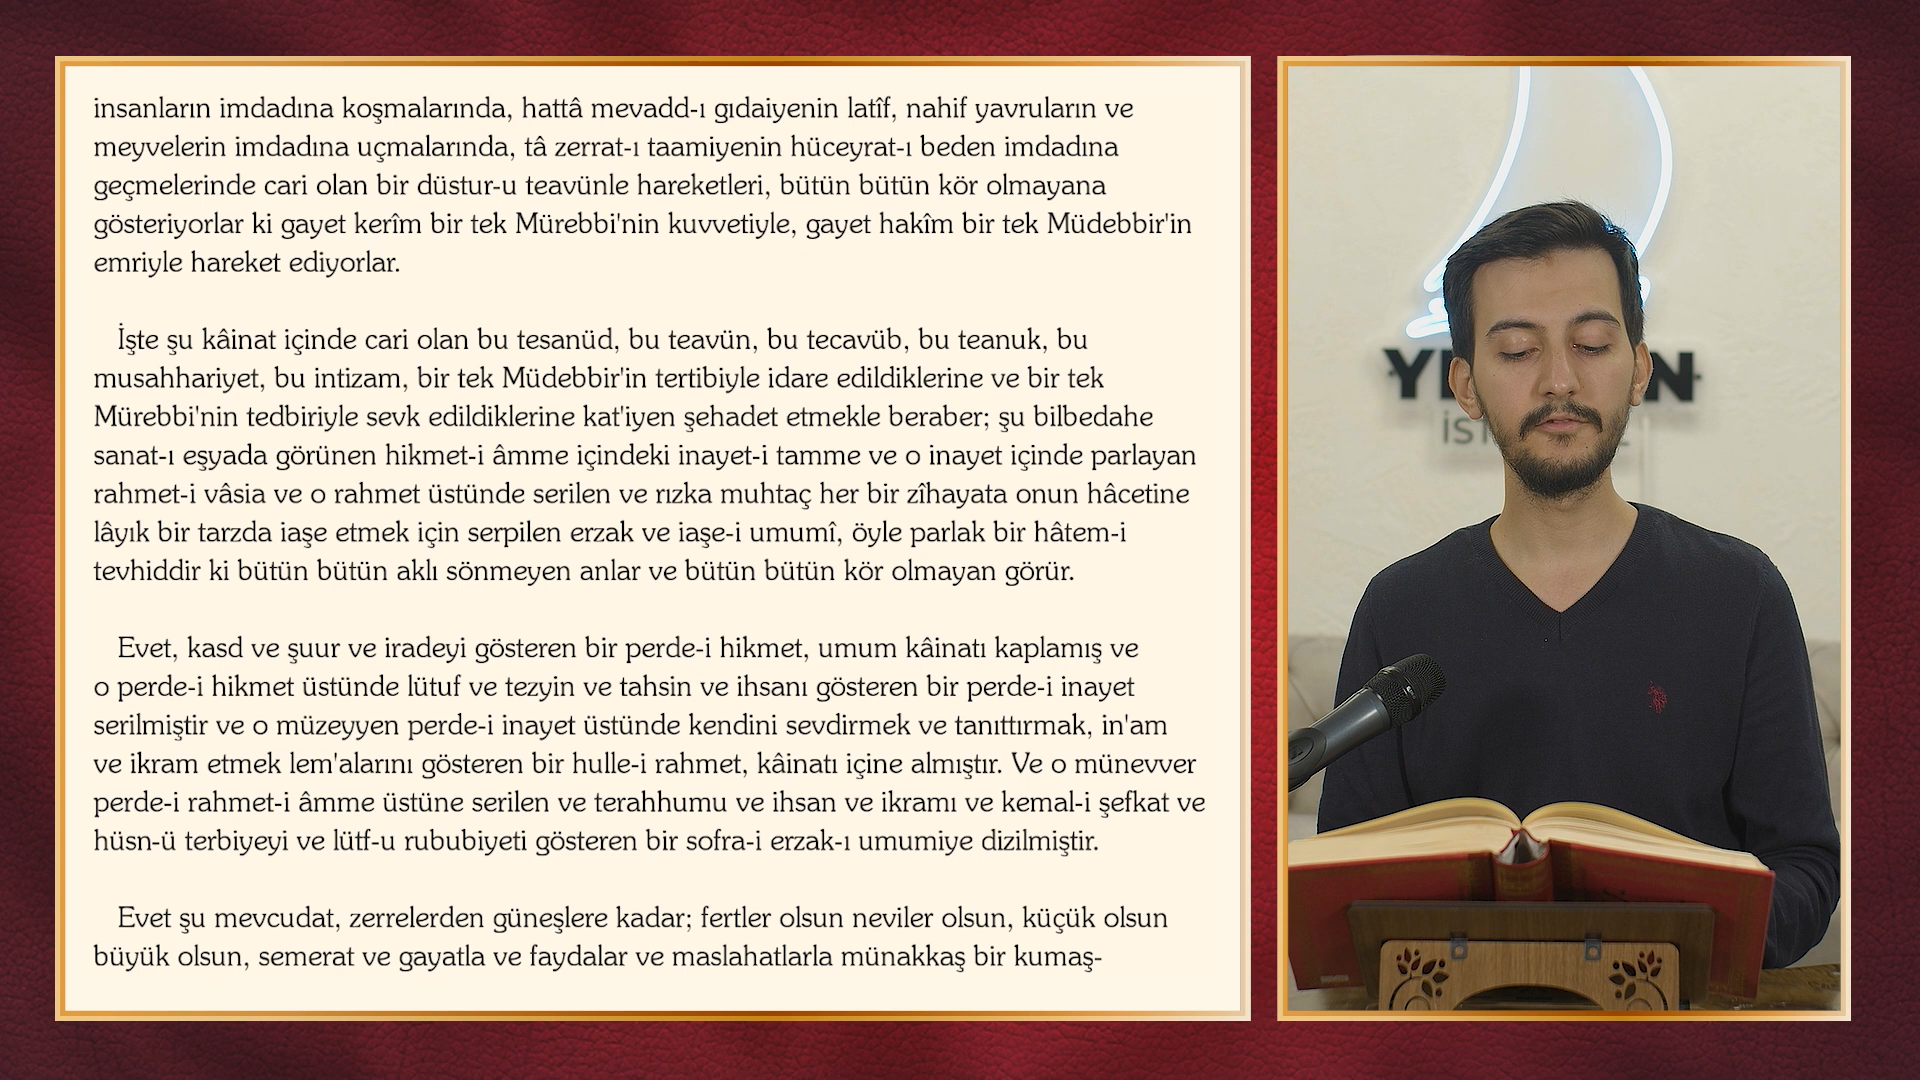 insanların imdadına koşmalarında, hattâ mevadd-ı gıdaiyenin latîf, nahif yavruların ve
meyvelerin imdadına uçmalarında, tâ zerrat-ı taamiyenin hüceyrat-ı beden imdadına
geçmelerinde cari olan bir düstur-u teavünle hareketleri, bütün bütün kör olmayana
gösteriyorlar ki gayet kerîm bir tek Mürebbi'nin kuvvetiyle, gayet hakîm bir tek Müdebbir'in
emriyle hareket ediyorlar.
İşte şu kâinat içinde cari olan bu tesanüd, bu teavün, bu tecavüb, bu teanuk, bu
musahhariyet, bu intizam, bir tek Müdebbir'in tertibiyle idare edildiklerine ve bir tek
Mürebbi'nin tedbiriyle sevk edildiklerine kat'iyen şehadet etmekle beraber; şu bilbedahe
sanat-ı eşyada görünen hikmet-i âmme içindeki inayet-i tamme ve o inayet içinde parlayan
rahmet-i vâsia ve o rahmet üstünde serilen ve rızka muhtaç her bir zîhayata onun hâcetine
lâyık bir tarzda iaşe etmek için serpilen erzak ve iaşe-i umumî, öyle parlak bir hâtem-i
tevhiddir ki bütün bütün aklı sönmeyen anlar ve bütün bütün kör olmayan görür.
Evet, kasd ve şuur ve iradeyi gösteren bir perde-i hikmet, umum kâinatı kaplamış ve
o perde-i hikmet üstünde lütuf ve tezyin ve tahsin ve ihsanı gösteren bir perde-i inayet
serilmiştir ve o müzeyyen perde-i inayet üstünde kendini sevdirmek ve tanıttırmak, in'am
ve ikram etmek lem'alarını gösteren bir hulle-i rahmet, kâinatı içine almıştır. Ve o münevver
perde-i rahmet-i âmme üstüne serilen ve terahhumu ve ihsan ve ikramı ve kemal-i şefkat ve
hüsn-ü terbiyeyi ve lütf-u rububiyeti gösteren bir sofra-i erzak-ı umumiye dizilmiştir.
Evet şu mevcudat, zerrelerden güneşlere kadar; fertler olsun neviler olsun, küçük olsun
büyük olsun, semerat ve gayatla ve faydalar ve maslahatlarla münakkaş bir kumaş-